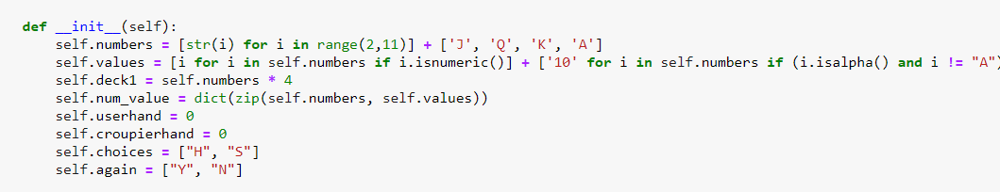 def __init__(self):
    self.numbers = [str(i) for i in range(2,11)] + ['J', 'Q', 'K', 'A']
    self.values = [i for i in self.numbers if i.isnumeric()] + ['10' for i in self.numbers if (i.isalpha() and i != "A")
    self.deck1 = self.numbers * 4
    self.num_value = dict(zip(self.numbers, self.values))
    self.userhand = 0
    self.croupierhand = 0
    self.choices = ["H", "S"]
    self.again = ["Y", "N"]